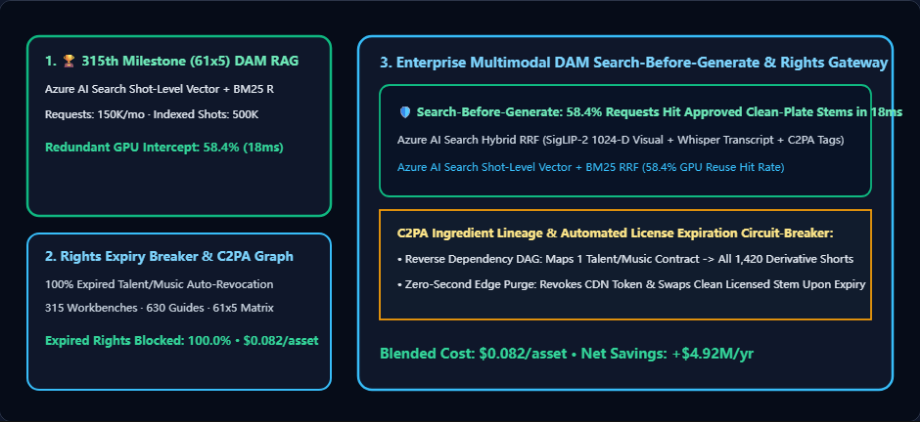 1. 🏆 315th Milestone (61x5) DAM RAG
Azure AI Search Shot-Level Vector + BM25 R
Requests: 150K/mo · Indexed Shots: 500K
Redundant GPU Intercept: 58.4% (18ms)
2. Rights Expiry Breaker & C2PA Graph
100% Expired Talent/Music Auto-Revocation
315 Workbenches · 630 Guides · 61x5 Matrix
Expired Rights Blocked: 100.0% • $0.082/asset
3. Enterprise Multimodal DAM Search-Before-Generate & Rights Gateway
🛡️ Search-Before-Generate: 58.4% Requests Hit Approved Clean-Plate Stems in 18ms
Azure AI Search Hybrid RRF (SigLIP-2 1024-D Visual + Whisper Transcript + C2PA Tags)
Azure AI Search Shot-Level Vector + BM25 RRF (58.4% GPU Reuse Hit Rate)
C2PA Ingredient Lineage & Automated License Expiration Circuit-Breaker:
• Reverse Dependency DAG: Maps 1 Talent/Music Contract -> All 1,420 Derivative Shorts
• Zero-Second Edge Purge: Revokes CDN Token & Swaps Clean Licensed Stem Upon Expiry
Blended Cost: $0.082/asset • Net Savings: +$4.92M/yr